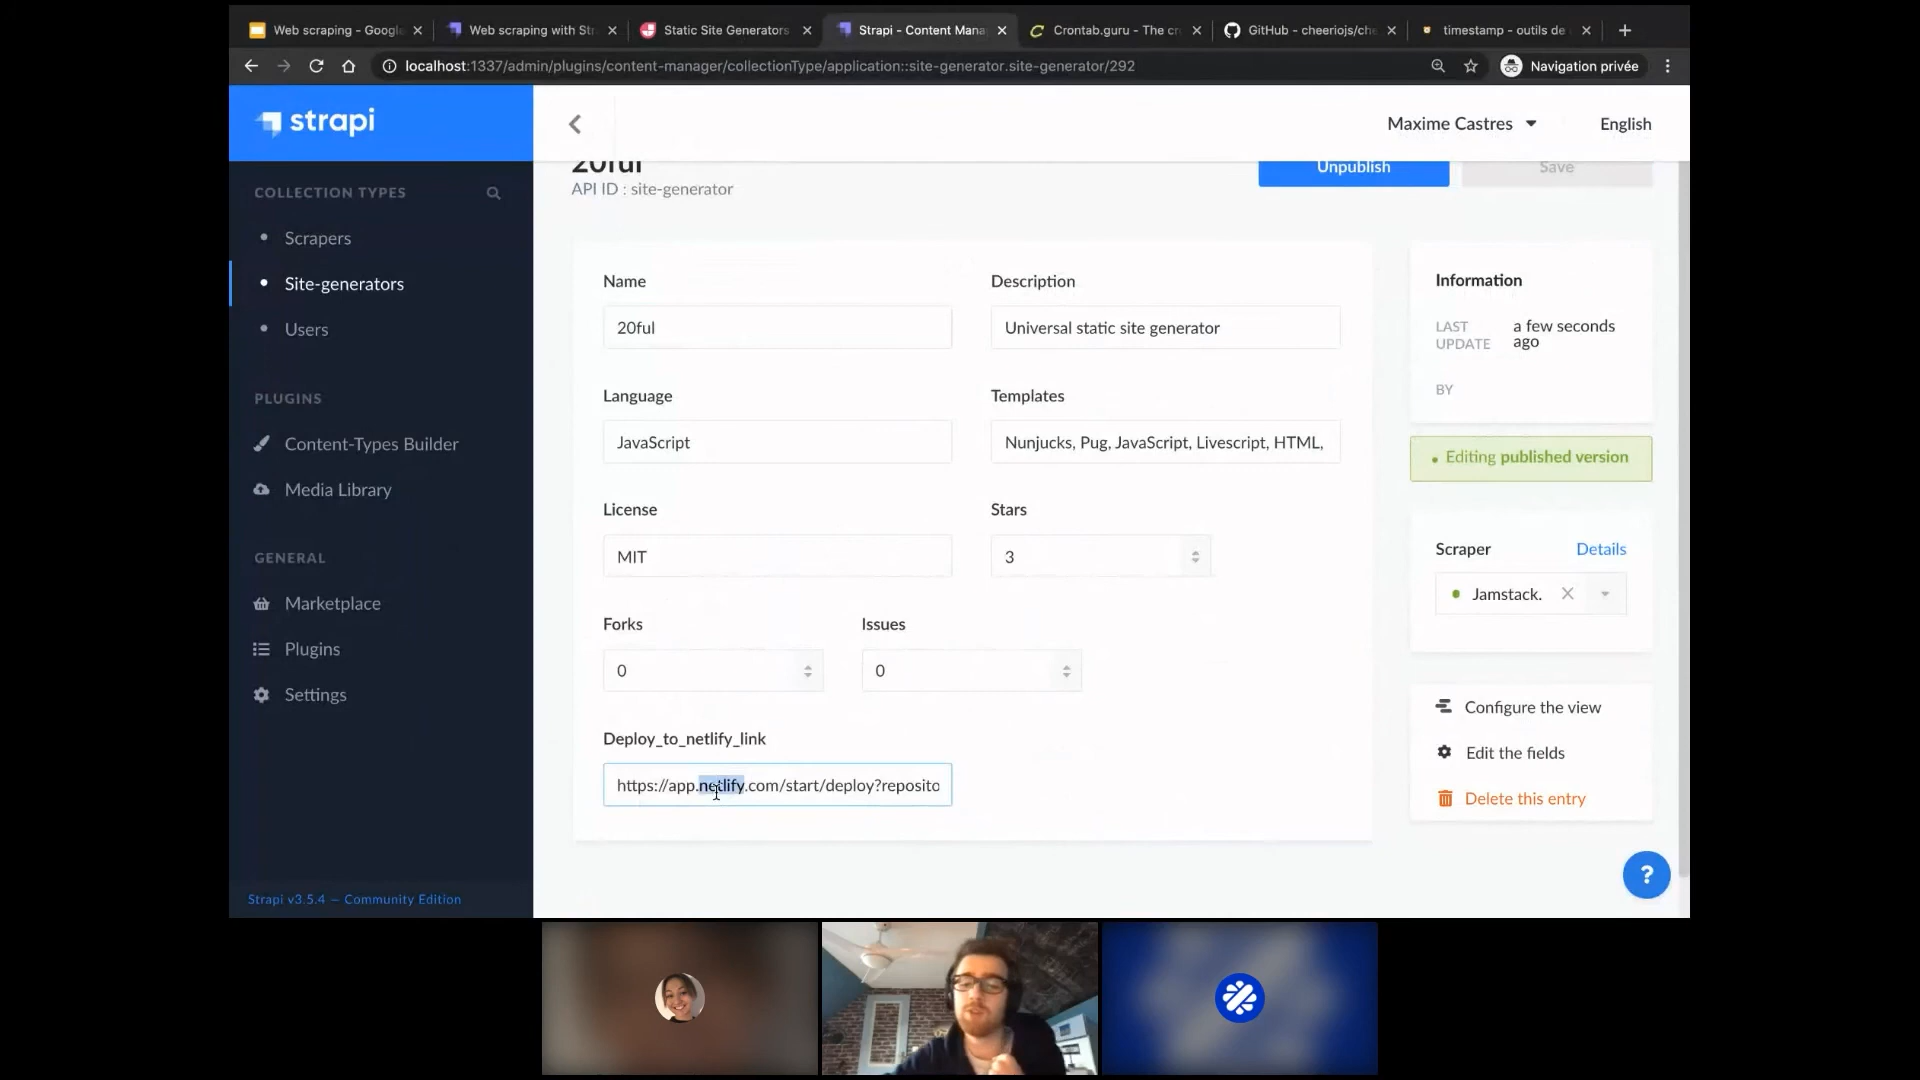 Web scraping - Google
Web scraping with Str
Static Site Generators
Strapi - Content Mana
Crontab.guru - The cr
GitHub - cheeriojs/che
timestamp - outils de
localhost:1337/admin/plugins/content-manager/collectionType/application::site-generator.site-generator/292
Navigation privée
strapi
Maxime Castres
English
20ful
API ID : site-generator
Unpublish
Save
COLLECTION TYPES
Scrapers
Site-generators
Users
PLUGINS
Content-Types Builder
Media Library
GENERAL
Marketplace
Plugins
Settings
Strapi v3.5.4 — Community Edition
Name
20ful
Description
Universal static site generator
Language
JavaScript
Templates
Nunjucks, Pug, JavaScript, Livescript, HTML,
License
MIT
Stars
3
Forks
0
Issues
0
Deploy_to_netlify_link
https://app.netlify.com/start/deploy?reposito
Information
LAST UPDATE
a few seconds ago
BY
Editing published version
Scraper
Details
Jamstack.
Configure the view
Edit the fields
Delete this entry
?